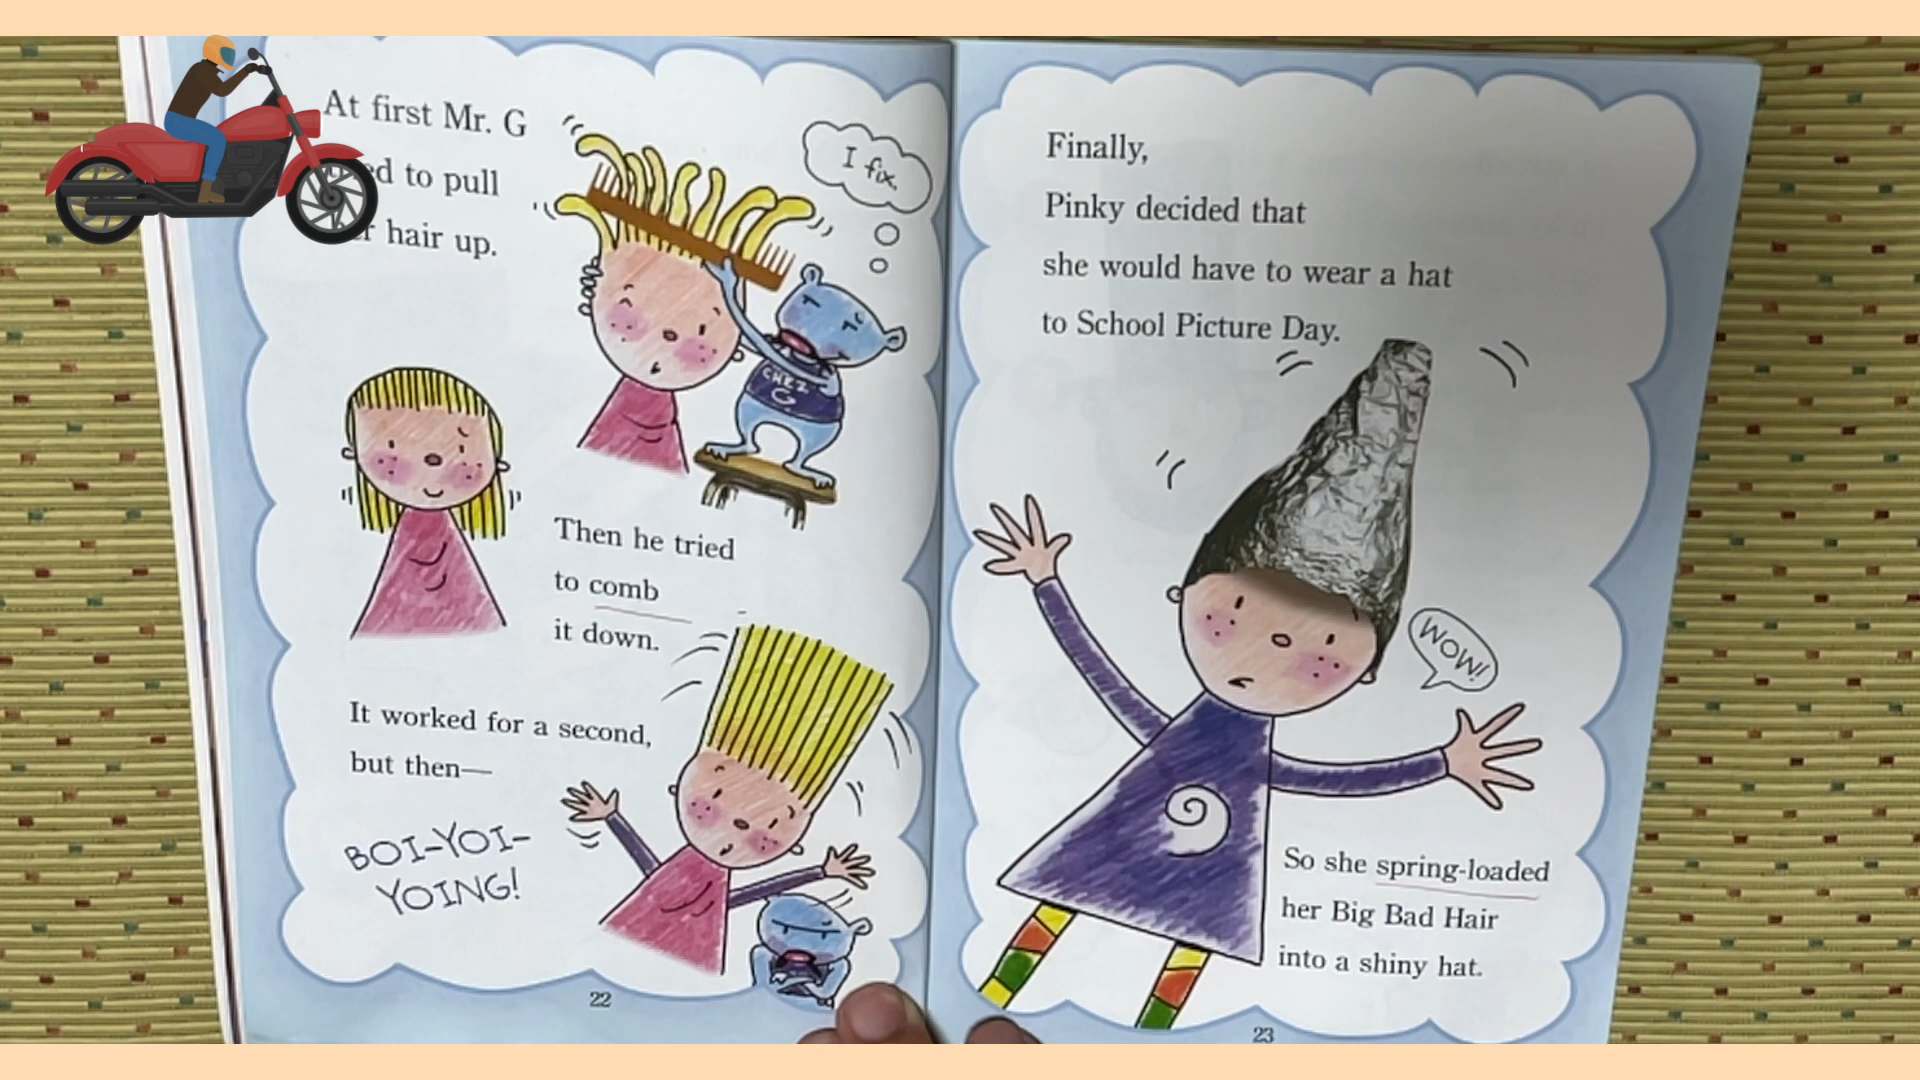 At first Mr. G
ed to pull
hair up.
I fix.
CHEZ
G
Then he tried
to comb
it down.
It worked for a second,
but then—
BOI-YOI-
YOING!
22
Finally,
Pinky decided that
she would have to wear a hat
to School Picture Day.
WOW!
So she spring-loaded
her Big Bad Hair
into a shiny hat.
23